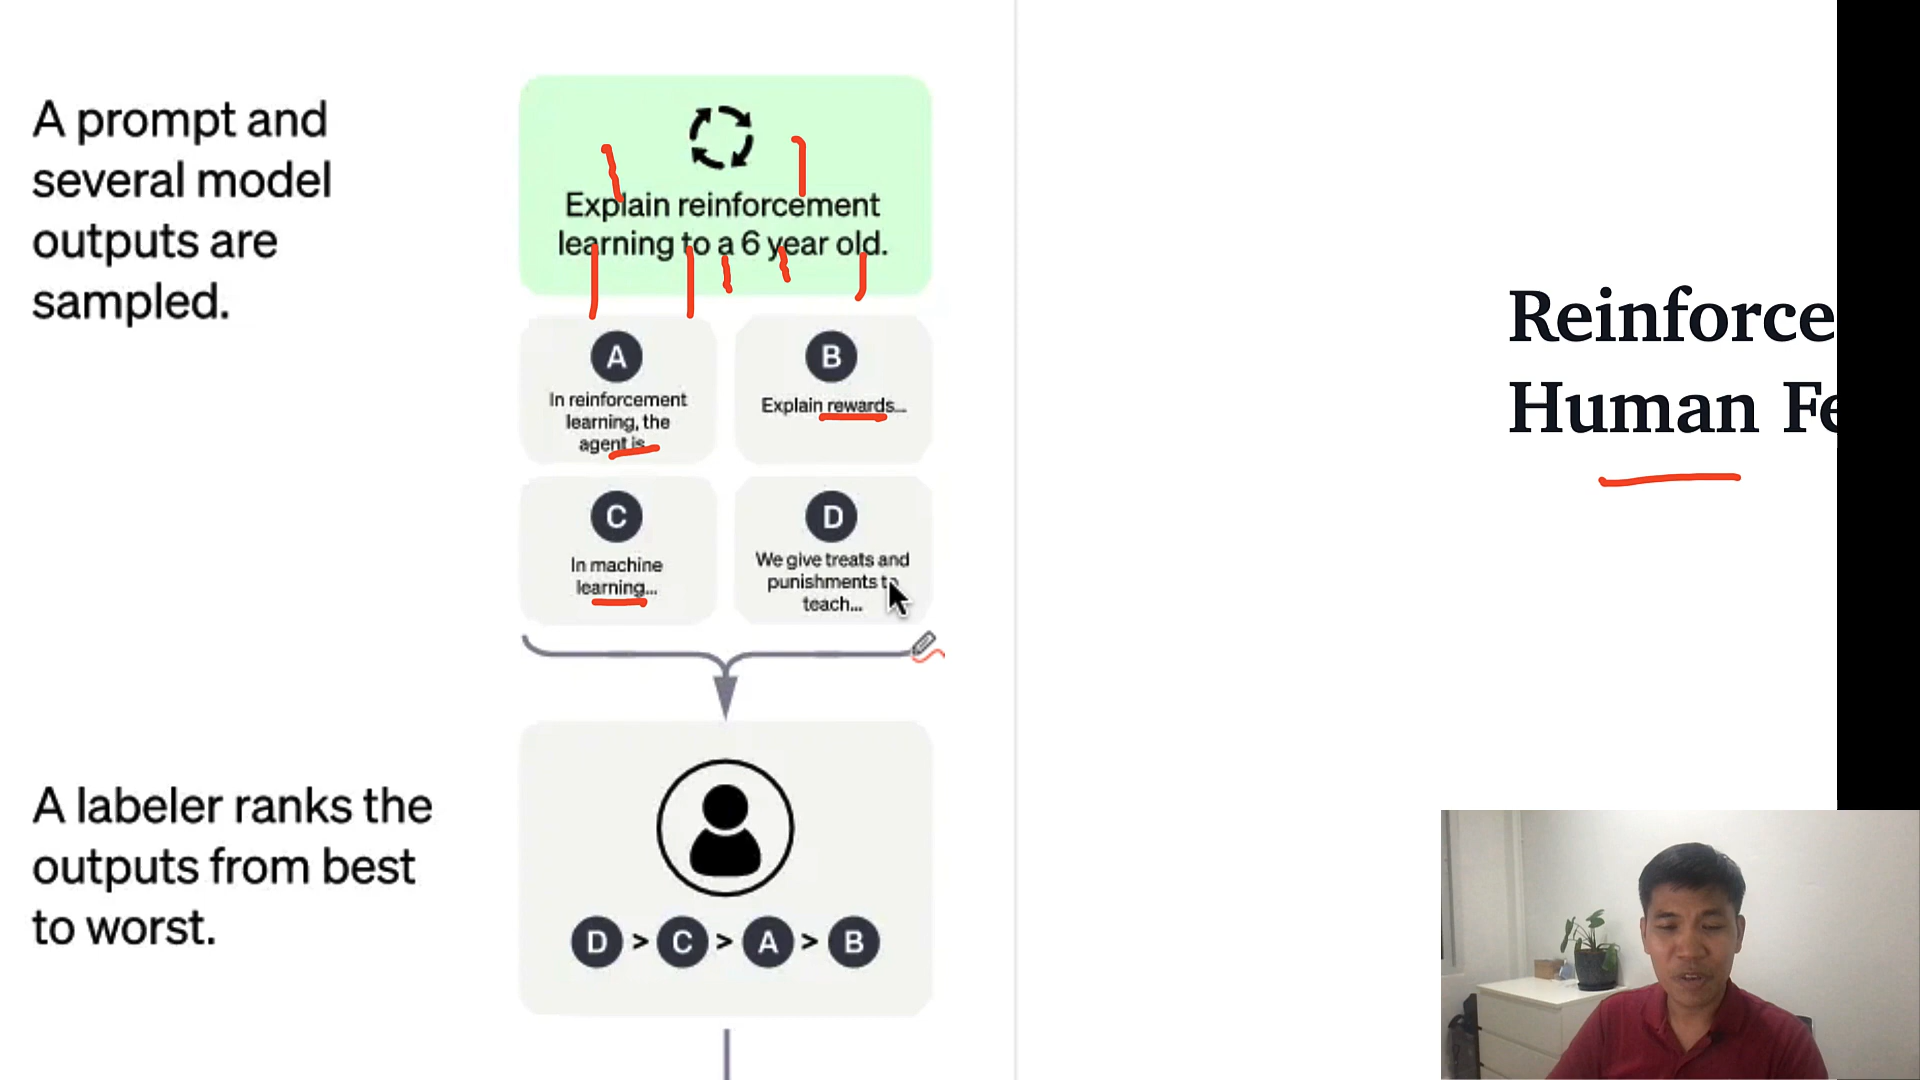 A prompt and
several model
outputs are
sampled.
Explain reinforcement
learning to a 6 year old.
A
In reinforcement
learning, the
agent is...
B
Explain rewards...
C
In machine
learning...
D
We give treats and
punishments to
teach...
A labeler ranks the
outputs from best
to worst.
D > C > A > B
Reinforce
Human Fe